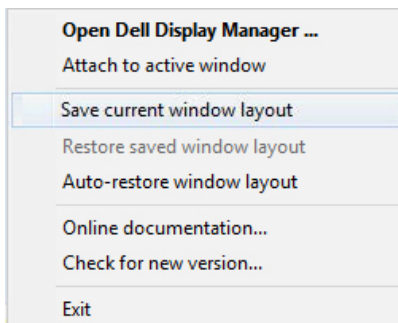 Open Dell Display Manager ...
Attach to active window
Save current window layout
Restore saved window layout
Auto-restore window layout
Online documentation...
Check for new version...
Exit